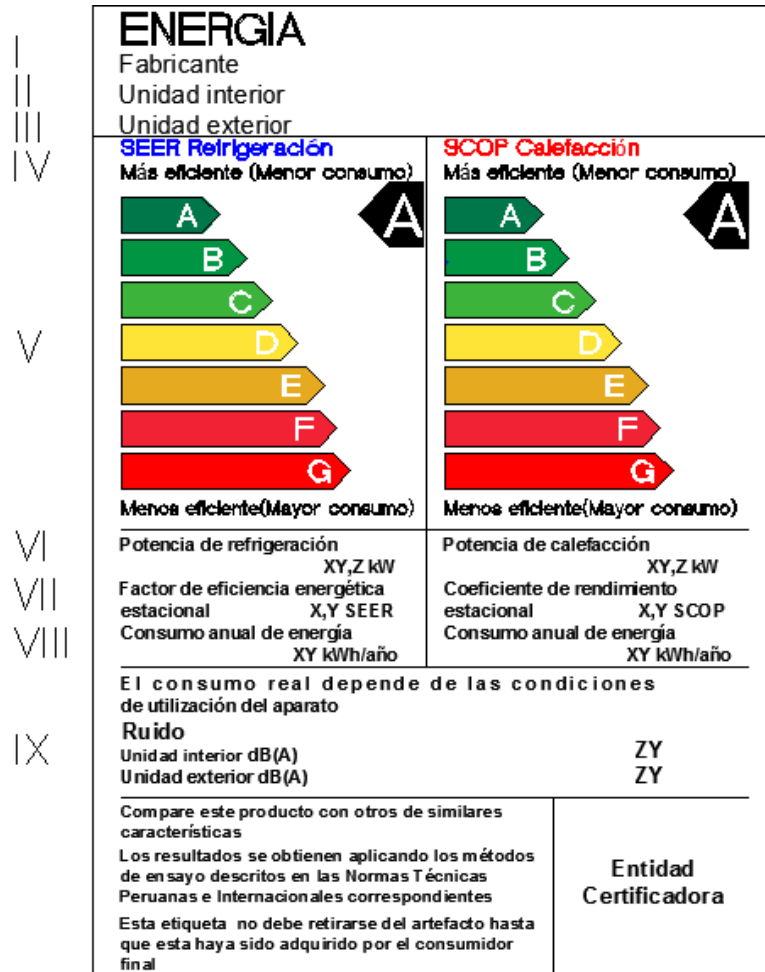 ENERGIA
I
Fabricante
II
Unidad interior
III
Unidad exterior
IV
SEER Refrigeración
Más eficiente (Menor consumo)
A
A
B
C
D
E
F
G
Menos eficiente(Mayor consumo)
SCOP Calefacción
Más eficiente (Menor consumo)
A
A
B
C
D
E
F
G
Menos eficiente(Mayor consumo)
V
VI
Potencia de refrigeración
XY,Z kW
VII
Factor de eficiencia energética
estacional X,Y SEER
VIII
Consumo anual de energía
XY kWh/año
Potencia de calefacción
XY,Z kW
Coeficiente de rendimiento
estacional X,Y SCOP
Consumo anual de energía
XY kWh/año
El consumo real depende de las condiciones
de utilización del aparato
IX
Ruido
Unidad interior dB(A) ZY
Unidad exterior dB(A) ZY
Compare este producto con otros de similares
características
Los resultados se obtienen aplicando los métodos
de ensayo descritos en las Normas Técnicas
Peruanas e Internacionales correspondientes
Esta etiqueta no debe retirarse del artefacto hasta
que esta haya sido adquirido por el consumidor
final
Entidad
Certificadora